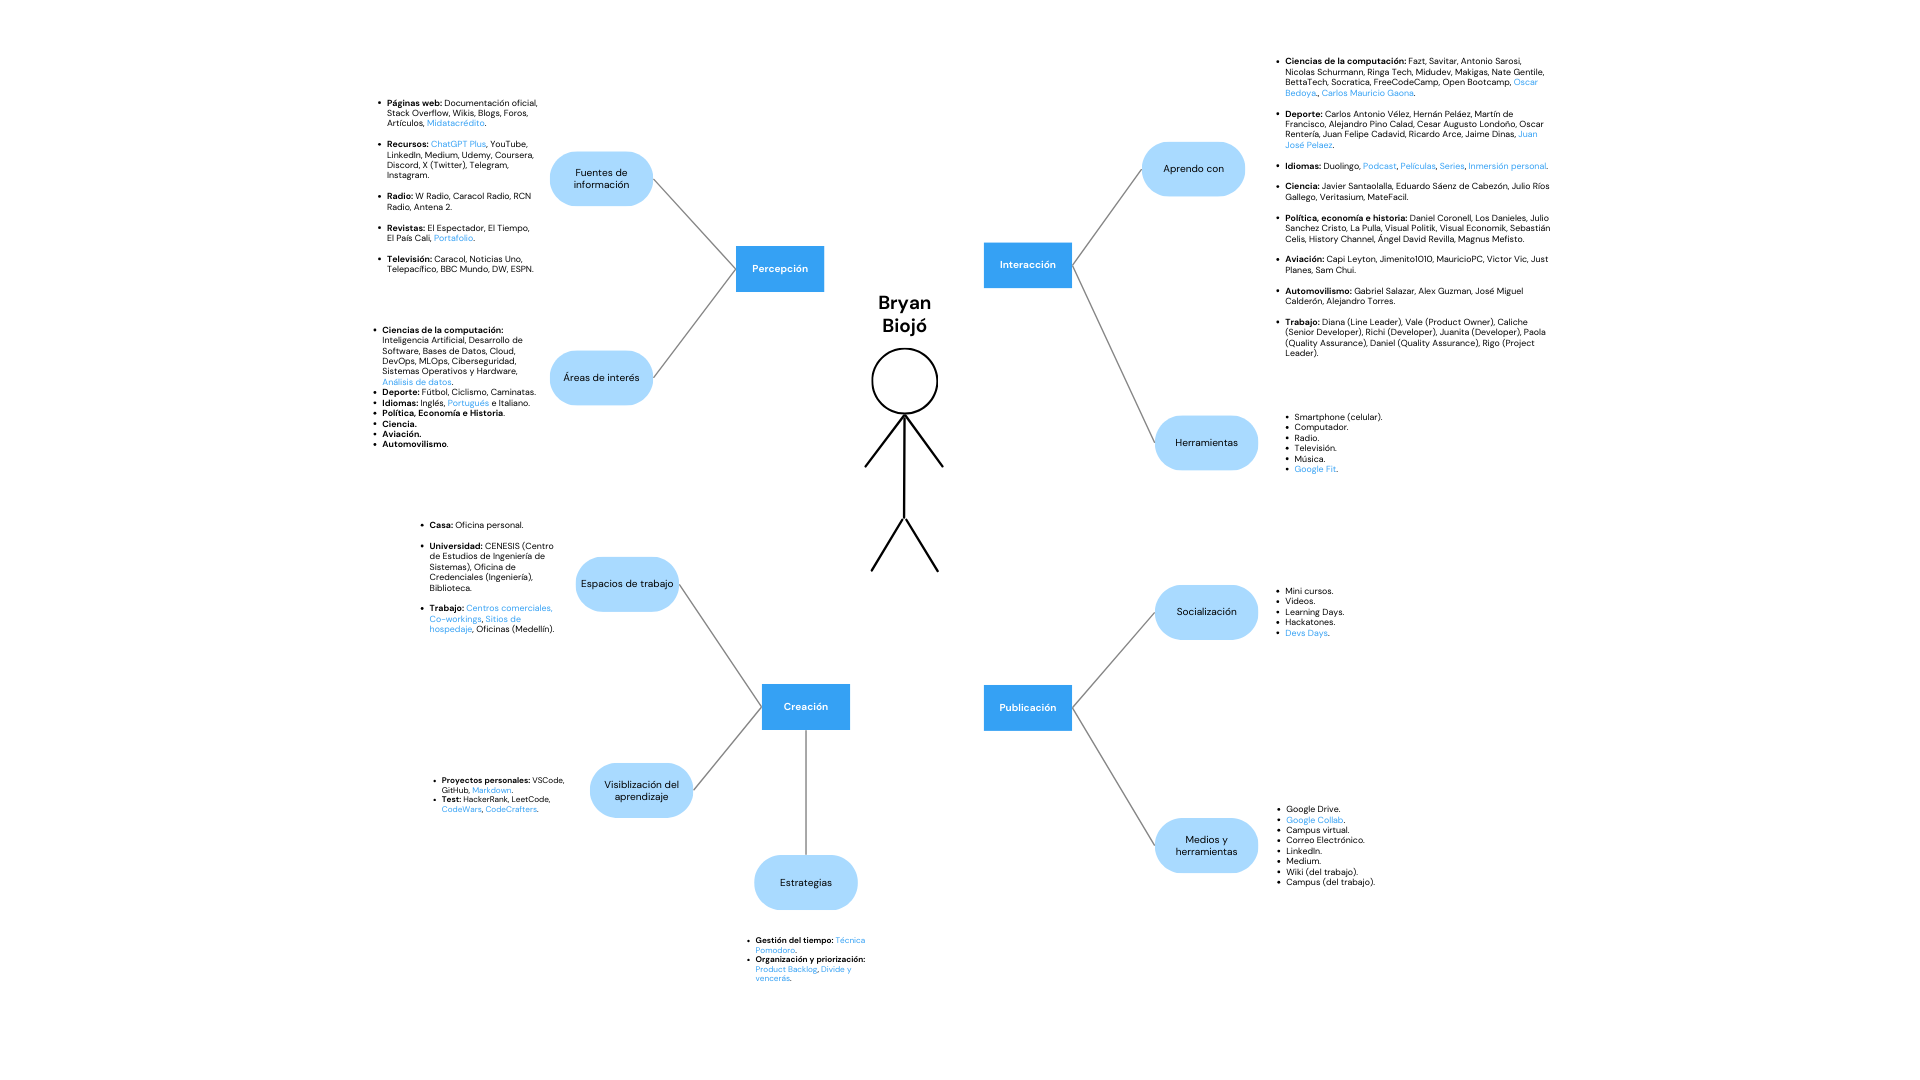 • Páginas web: Documentación oficial,
Stack Overflow, Wikis, Blogs, Foros,
Artículos, Midatacrédito.
• Recursos: ChatGPT Plus, YouTube,
LinkedIn, Medium, Udemy, Coursera,
Discord, X (Twitter), Telegram,
Instagram.
• Radio: W Radio, Caracol Radio, RCN
Radio, Antena 2.
• Revistas: El Espectador, El Tiempo,
El País Cali, Portafolio.
• Televisión: Caracol, Noticias Uno,
Telepacífico, BBC Mundo, DW, ESPN.
Fuentes de
información
Percepción
• Ciencias de la computación:
Inteligencia Artificial, Desarrollo de
Software, Bases de Datos, Cloud,
DevOps, MLOps, Ciberseguridad,
Sistemas Operativos y Hardware,
Análisis de datos.
• Deporte: Fútbol, Ciclismo, Caminatas.
• Idiomas: Inglés, Portugués e Italiano.
• Política, Economía e Historia.
• Ciencia.
• Aviación.
• Automovilismo.
Áreas de interés
Bryan
Biojó
Interacción
Aprendo con
• Ciencias de la computación: Fazt, Savitar, Antonio Sarosi,
Nicolas Schurmann, Ringa Tech, Midudev, Makigas, Nate Gentile,
BettaTech, Socratica, FreeCodeCamp, Open Bootcamp, Oscar
Bedoya., Carlos Mauricio Gaona.
• Deporte: Carlos Antonio Vélez, Hernán Peláez, Martín de
Francisco, Alejandro Pino Calad, Cesar Augusto Londoño, Oscar
Rentería, Juan Felipe Cadavid, Ricardo Arce, Jaime Dinas, Juan
José Pelaez.
• Idiomas: Duolingo, Podcast, Películas, Series, Inmersión personal.
• Ciencia: Javier Santaolalla, Eduardo Sáenz de Cabezón, Julio Ríos
Gallego, Veritasium, MateFacil.
• Política, economía e historia: Daniel Coronell, Los Danieles, Julio
Sanchez Cristo, La Pulla, Visual Politik, Visual Economik, Sebastián
Celis, History Channel, Ángel David Revilla, Magnus Mefisto.
• Aviación: Capi Leyton, Jimenito1010, MauricioPC, Victor Vic, Just
Planes, Sam Chui.
• Automovilismo: Gabriel Salazar, Alex Guzman, José Miguel
Calderón, Alejandro Torres.
• Trabajo: Diana (Line Leader), Vale (Product Owner), Caliche
(Senior Developer), Richi (Developer), Juanita (Developer), Paola
(Quality Assurance), Daniel (Quality Assurance), Rigo (Project
Leader).
Herramientas
• Smartphone (celular).
• Computador.
• Radio.
• Televisión.
• Música.
• Google Fit.
• Casa: Oficina personal.
• Universidad: CENESIS (Centro
de Estudios de Ingeniería de
Sistemas), Oficina de
Credenciales (Ingeniería),
Biblioteca.
• Trabajo: Centros comerciales,
Co-workings, Sitios de
hospedaje, Oficinas (Medellín).
Espacios de trabajo
Creación
• Proyectos personales: VSCode,
GitHub, Markdown.
• Test: HackerRank, LeetCode,
CodeWars, CodeCrafters.
Visiblización del
aprendizaje
Estrategias
• Gestión del tiempo: Técnica
Pomodoro.
• Organización y priorización:
Product Backlog, Divide y
vencerás.
Publicación
Socialización
• Mini cursos.
• Videos.
• Learning Days.
• Hackatones.
• Devs Days.
Medios y
herramientas
• Google Drive.
• Google Collab.
• Campus virtual.
• Correo Electrónico.
• LinkedIn.
• Medium.
• Wiki (del trabajo).
• Campus (del trabajo).